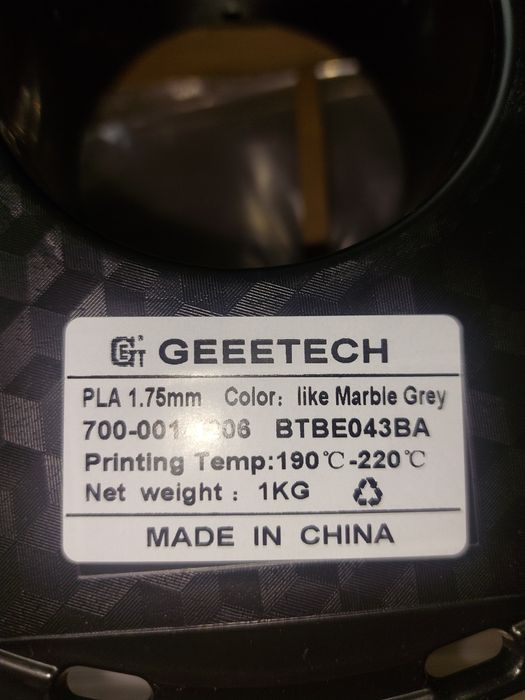 GEEETECH
PLA 1.75mm Color: like Marble Grey
BTBE043BA
Printing Temp:190℃-220℃
Net weight : 1KG
MADE IN CHINA